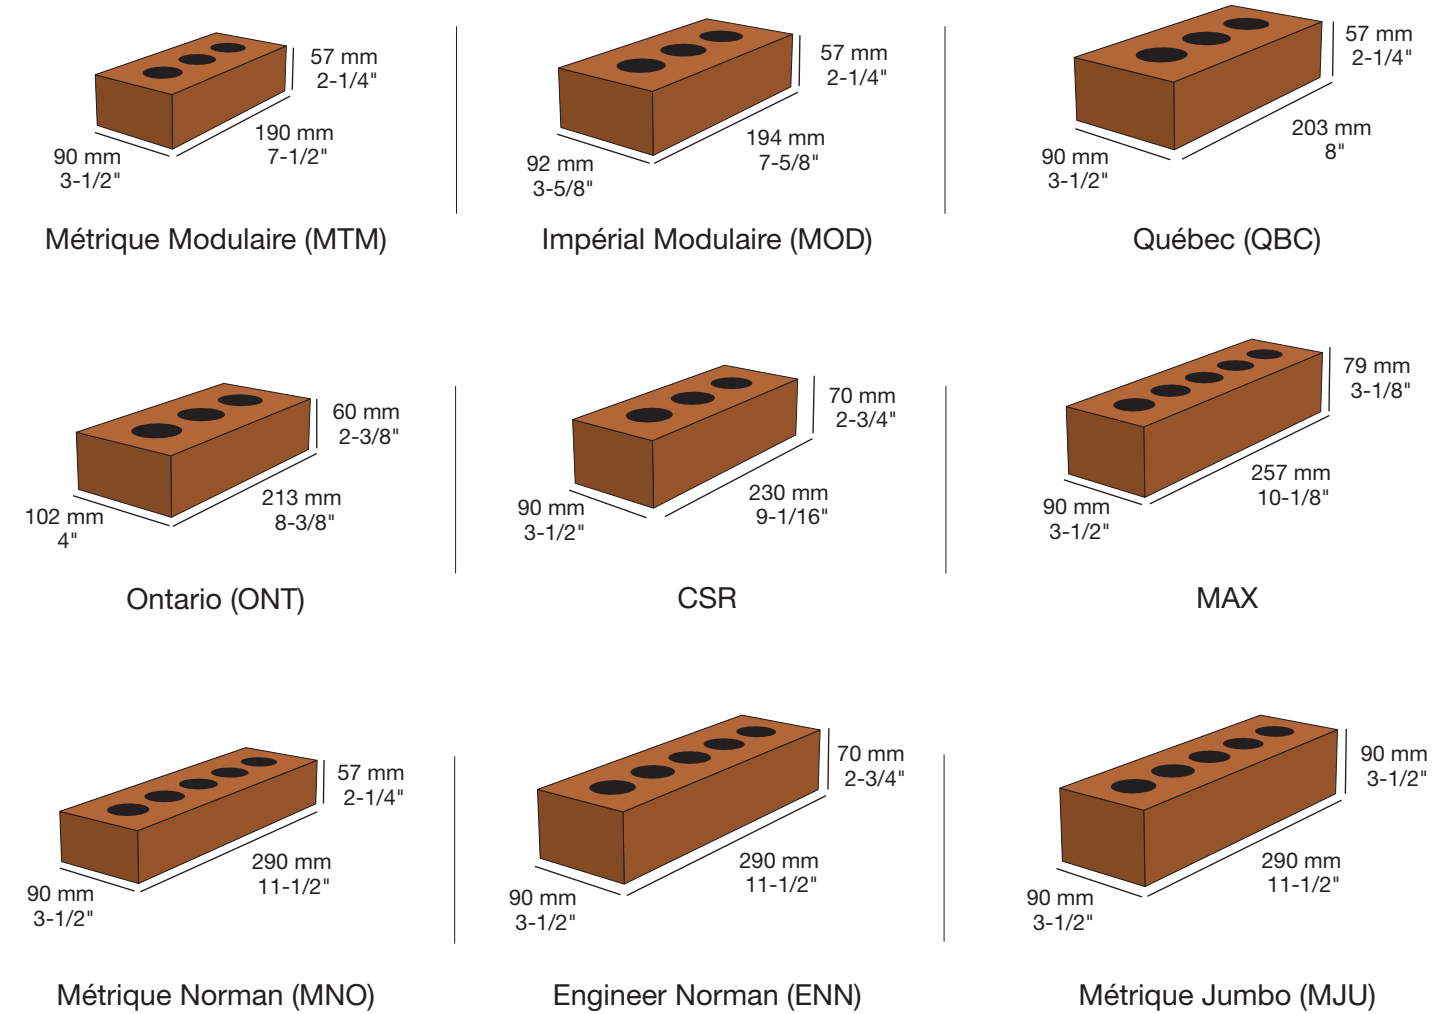 57 mm
2-1/4"
190 mm
7-1/2"
90 mm
3-1/2"
Métrique Modulaire (MTM)
57 mm
2-1/4"
194 mm
7-5/8"
92 mm
3-5/8"
Impérial Modulaire (MOD)
57 mm
2-1/4"
203 mm
8"
90 mm
3-1/2"
Québec (QBC)
60 mm
2-3/8"
213 mm
8-3/8"
102 mm
4"
Ontario (ONT)
70 mm
2-3/4"
230 mm
9-1/16"
90 mm
3-1/2"
CSR
79 mm
3-1/8"
257 mm
10-1/8"
90 mm
3-1/2"
MAX
57 mm
2-1/4"
290 mm
11-1/2"
90 mm
3-1/2"
Métrique Norman (MNO)
70 mm
2-3/4"
290 mm
11-1/2"
90 mm
3-1/2"
Engineer Norman (ENN)
90 mm
3-1/2"
290 mm
11-1/2"
90 mm
3-1/2"
Métrique Jumbo (MJU)